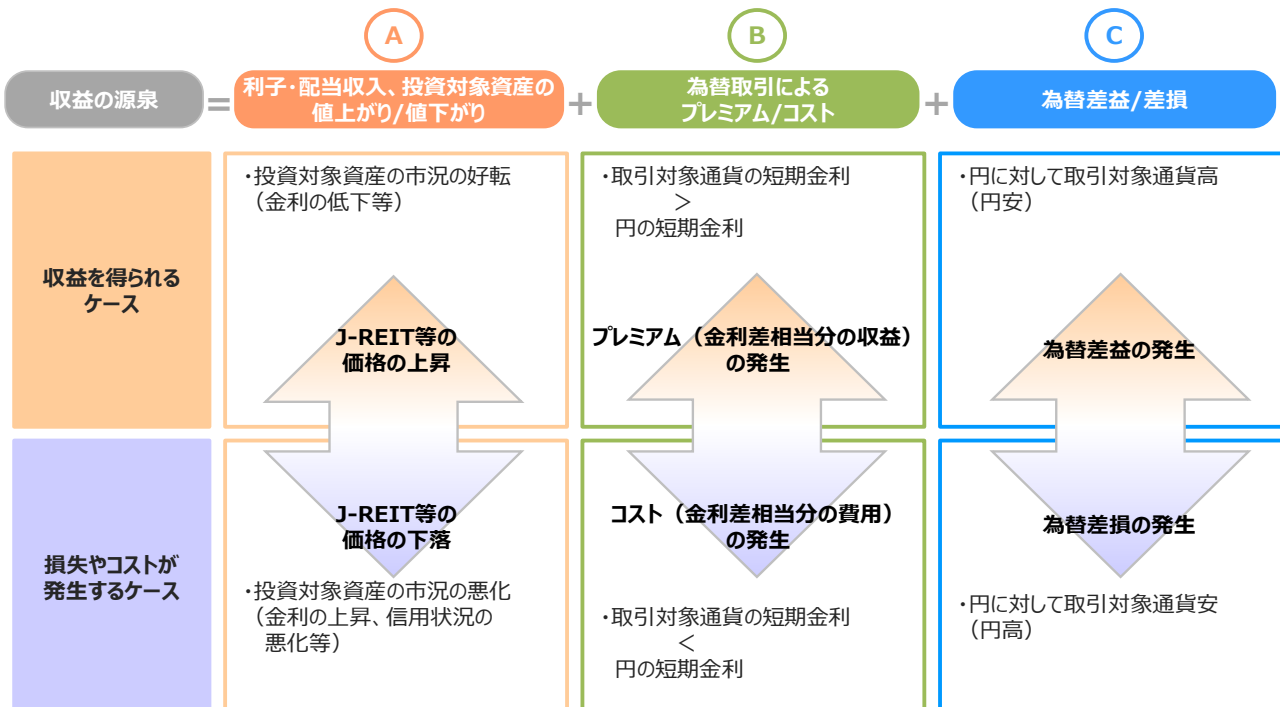 A
B
C
収益の源泉
=
利子・配当収入、投資対象資産の
値上がり/値下がり
+
為替取引による
プレミアム/コスト
+
為替差益/差損
収益を得られる
ケース
・投資対象資産の市況の好転
（金利の低下等）
J-REIT等の
価格の上昇
・取引対象通貨の短期金利
＞
円の短期金利
プレミアム（金利差相当分の収益）
の発生
・円に対して取引対象通貨高
（円安）
為替差益の発生
損失やコストが
発生するケース
J-REIT等の
価格の下落
・投資対象資産の市況の悪化
（金利の上昇、信用状況の
悪化等）
コスト（金利差相当分の費用）
の発生
・取引対象通貨の短期金利
＜
円の短期金利
為替差損の発生
・円に対して取引対象通貨安
（円高）